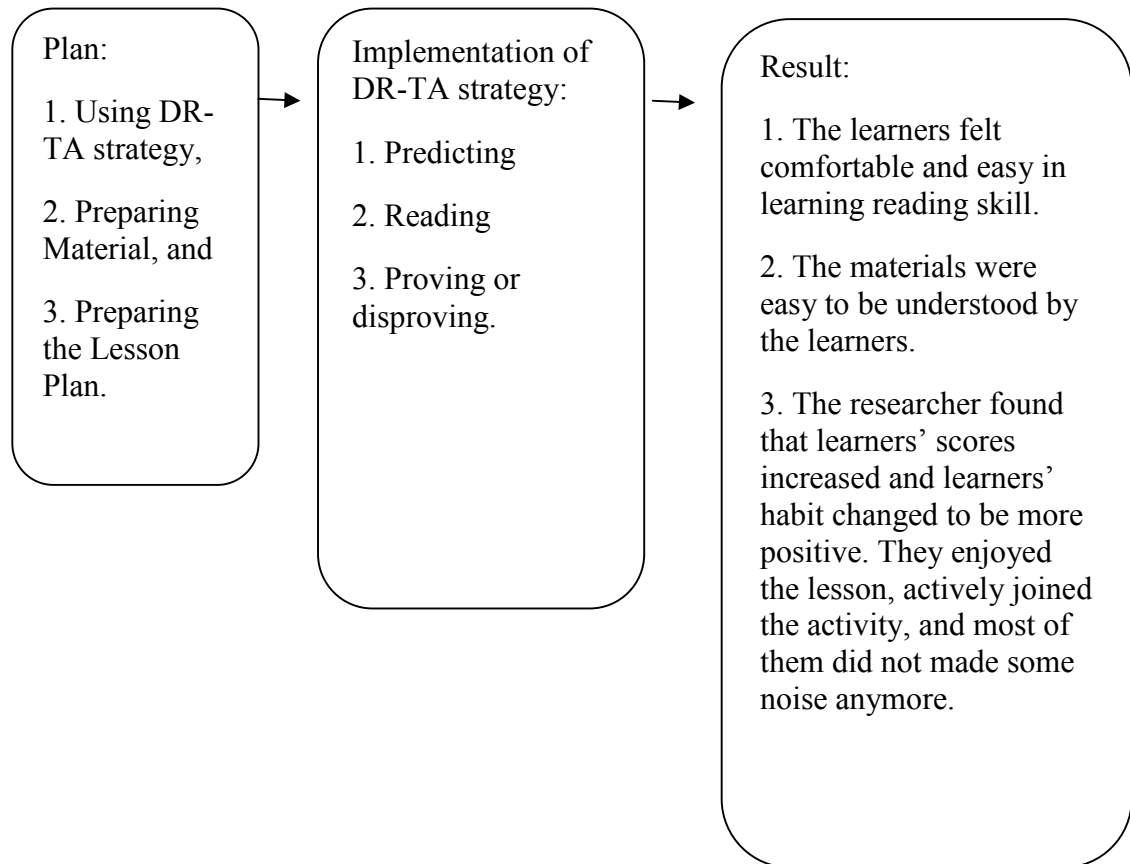 Plan:
1. Using DR-
TA strategy,
2. Preparing
Material, and
3. Preparing
the Lesson
Plan.
Implementation of
DR-TA strategy:
1. Predicting
2. Reading
3. Proving or
disproving.
Result:
1. The learners felt
comfortable and easy in
learning reading skill.
2. The materials were
easy to be understood by
the learners.
3. The researcher found
that learners’ scores
increased and learners’
habit changed to be more
positive. They enjoyed
the lesson, actively joined
the activity, and most of
them did not made some
noise anymore.